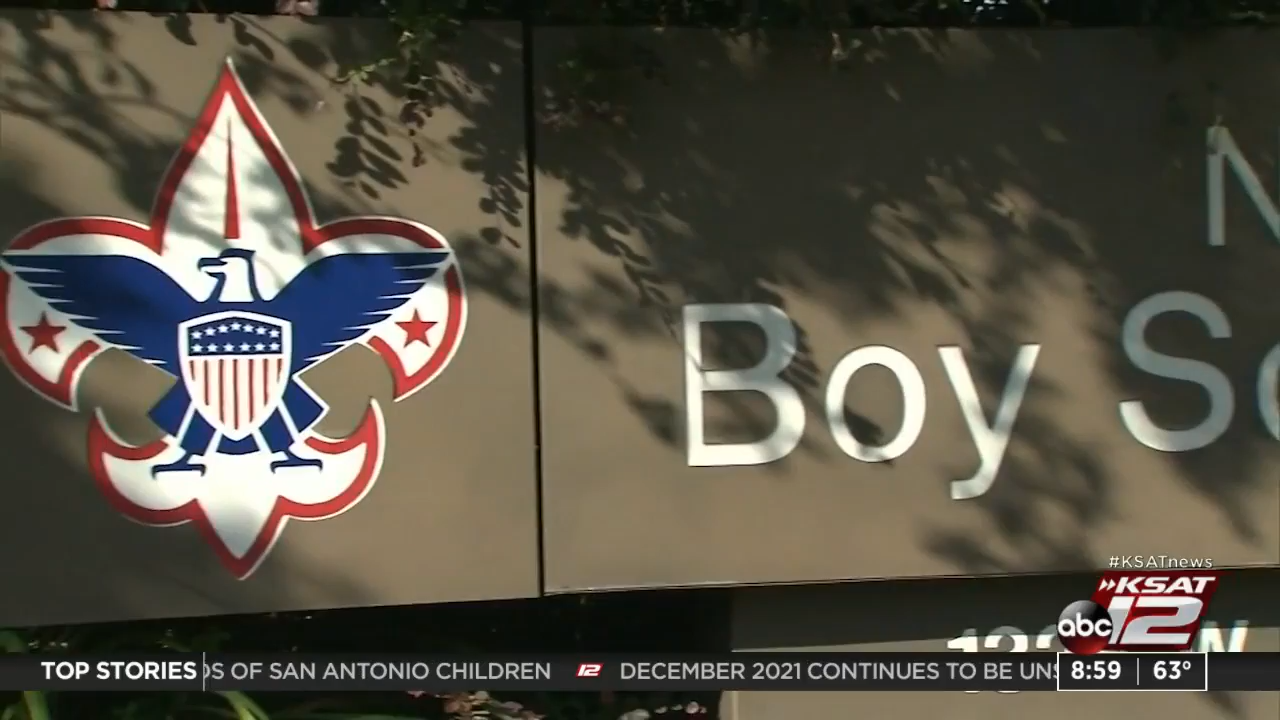 N
Boy Sc
#KSATnews
KSAT
abc 12
TOP STORIES OF SAN ANTONIO CHILDREN 12 DECEMBER 2021 CONTINUES TO BE UNS 8:59 63°